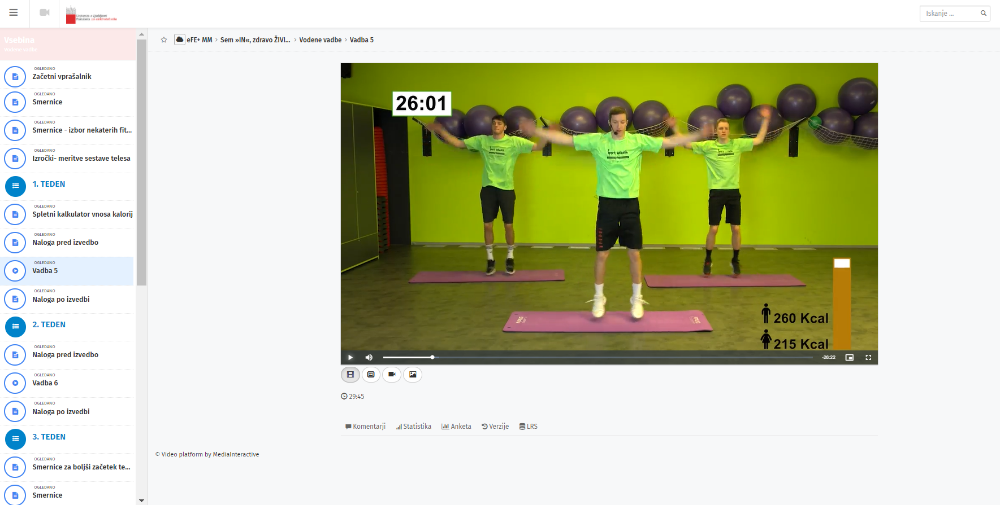 Univerza v Ljubljani
Fakulteta za elektrotehniko
Iskanje ...
Vsebina
Vodene vadbe
eFE+ MM › Sem »IN«, zdravo ŽIVI... › Vodene vadbe › Vadba 5
OGLEDANO
Začetni vprašalnik
OGLEDANO
Smernice
OGLEDANO
Smernice - izbor nekaterih fit...
OGLEDANO
Izročki- meritve sestave telesa
1. TEDEN
OGLEDANO
Spletni kalkulator vnosa kalorij
OGLEDANO
Naloga pred izvedbo
OGLEDANO
Vadba 5
OGLEDANO
Naloga po izvedbi
2. TEDEN
OGLEDANO
Naloga pred izvedbo
OGLEDANO
Vadba 6
OGLEDANO
Naloga po izvedbi
3. TEDEN
OGLEDANO
Smernice za boljši začetek te...
OGLEDANO
Smernice
26:01
Šport mladih
260 Kcal
215 Kcal
-26:22
29:45
Komentarji Statistika Anketa Verzije LRS
© Video platform by MediaInteractive